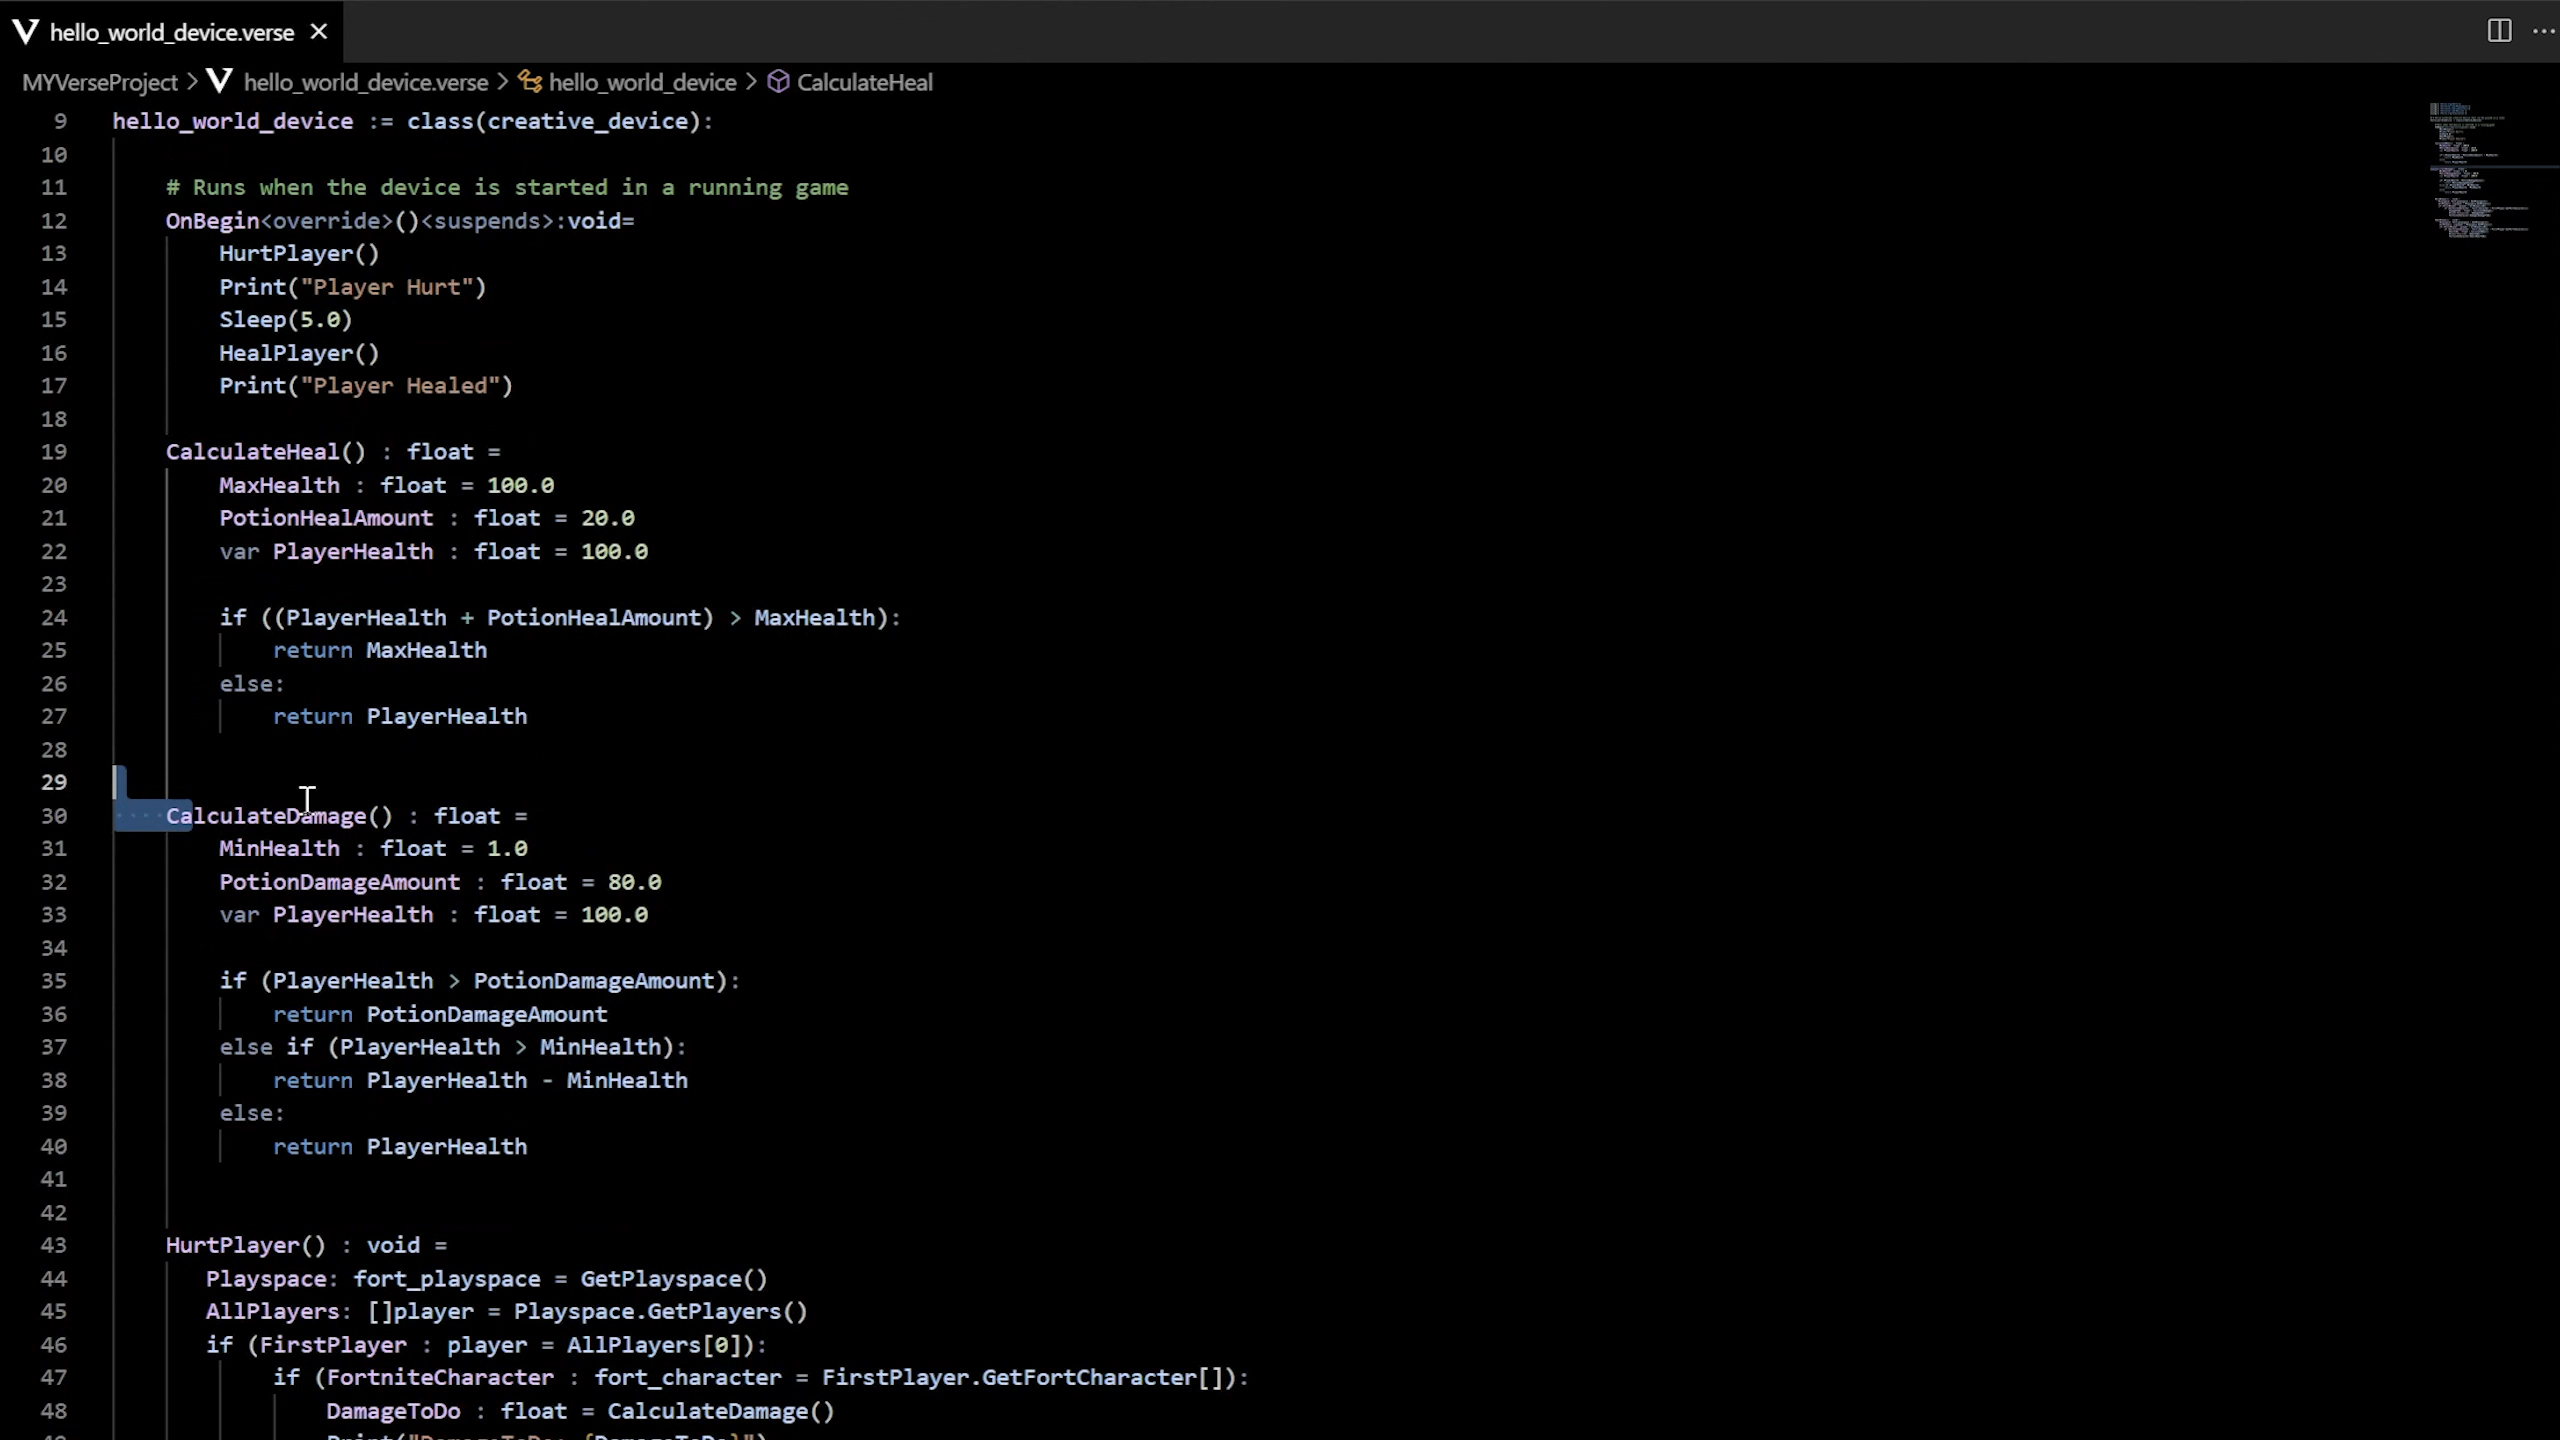 hello_world_device.verse
MYVerseProject > hello_world_device.verse > hello_world_device > CalculateHeal
9 hello_world_device := class(creative_device):
10
11     # Runs when the device is started in a running game
12     OnBegin<override>()<suspends>:void=
13         HurtPlayer()
14         Print("Player Hurt")
15         Sleep(5.0)
16         HealPlayer()
17         Print("Player Healed")
18
19     CalculateHeal() : float =
20         MaxHealth : float = 100.0
21         PotionHealAmount : float = 20.0
22         var PlayerHealth : float = 100.0
23
24         if ((PlayerHealth + PotionHealAmount) > MaxHealth):
25             return MaxHealth
26         else:
27             return PlayerHealth
28
29
30     CalculateDamage() : float =
31         MinHealth : float = 1.0
32         PotionDamageAmount : float = 80.0
33         var PlayerHealth : float = 100.0
34
35         if (PlayerHealth > PotionDamageAmount):
36             return PotionDamageAmount
37         else if (PlayerHealth > MinHealth):
38             return PlayerHealth - MinHealth
39         else:
40             return PlayerHealth
41
42
43     HurtPlayer() : void =
44        Playspace: fort_playspace = GetPlayspace()
45        AllPlayers: []player = Playspace.GetPlayers()
46        if (FirstPlayer : player = AllPlayers[0]):
47             if (FortniteCharacter : fort_character = FirstPlayer.GetFortCharacter[]):
48                 DamageToDo : float = CalculateDamage()